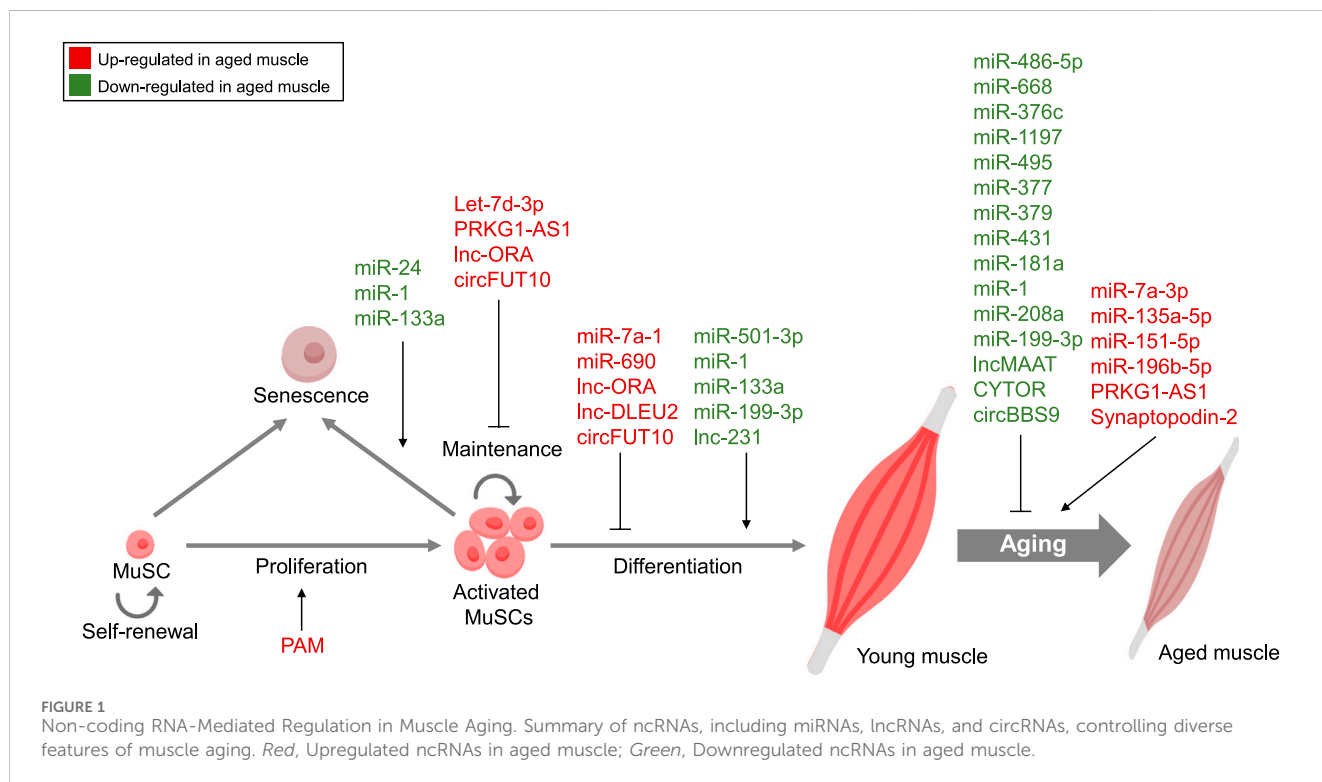 Up-regulated in aged muscle
Down-regulated in aged muscle
miR-24
miR-1
miR-133a
Let-7d-3p
PRKG1-AS1
lnc-ORA
circFUT10
miR-7a-1
miR-690
lnc-ORA
lnc-DLEU2
circFUT10
miR-501-3p
miR-1
miR-133a
miR-199-3p
lnc-231
miR-486-5p
miR-668
miR-376c
miR-1197
miR-495
miR-377
miR-379
miR-431
miR-181a
miR-1
miR-208a
miR-199-3p
lncMAAT
CYTOR
circBBS9
miR-7a-3p
miR-135a-5p
miR-151-5p
miR-196b-5p
PRKG1-AS1
Synaptopodin-2
Senescence
Maintenance
MuSC
Self-renewal
Proliferation
PAM
Activated
MuSCs
Differentiation
Young muscle
Aging
Aged muscle
FIGURE 1
Non-coding RNA-Mediated Regulation in Muscle Aging. Summary of ncRNAs, including miRNAs, lncRNAs, and circRNAs, controlling diverse
features of muscle aging. Red, Upregulated ncRNAs in aged muscle; Green, Downregulated ncRNAs in aged muscle.